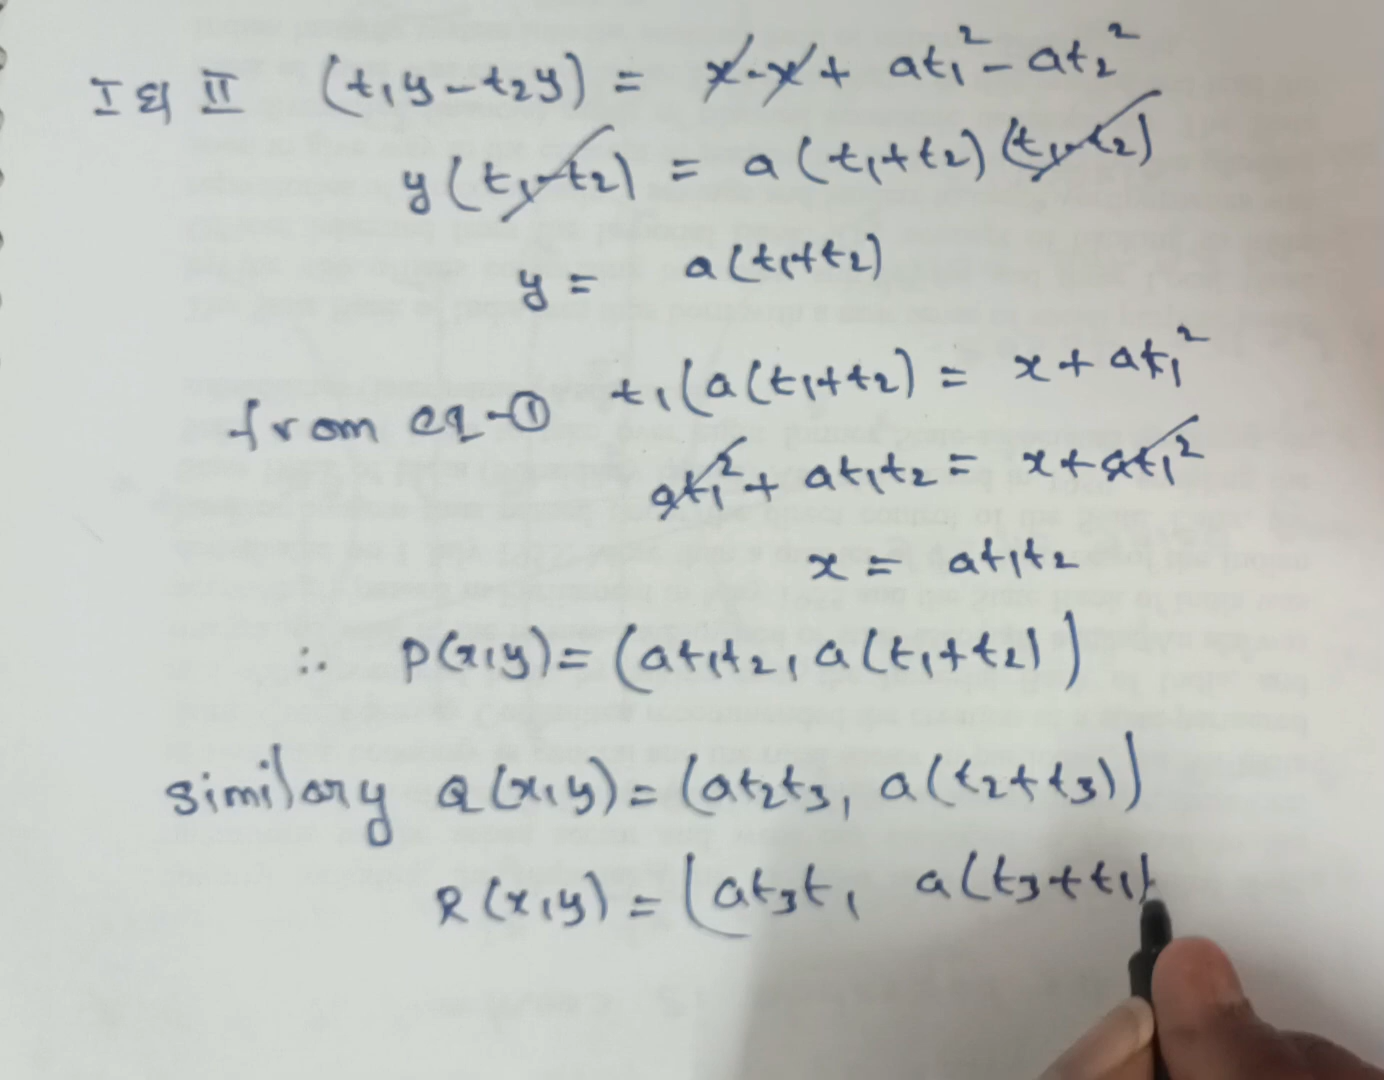 I & II (t₁y - t₂y) = x - x + at₁² - at₂²
y(t₁-t₂) = a(t₁+t₂)(t₁-t₂)
y = a(t₁+t₂)
t₁(a(t₁+t₂) = x + at₁²
from eq-①
at₁² + at₁t₂ = x + at₁²
x = at₁t₂
∴ P(x,y) = (at₁t₂, a(t₁+t₂))
similary Q(x,y) = (at₂t₃, a(t₂+t₃))
R(x,y) = (at₃t₁ a(t₃+t₁)